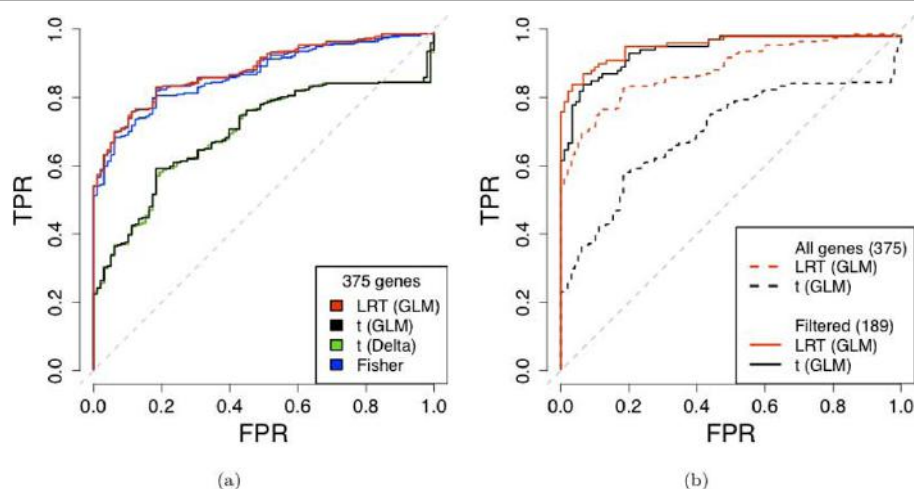 TPR
1.0
0.8
0.6
0.4
0.2
0.0
375 genes
LRT (GLM)
t (GLM)
t (Delta)
Fisher
0.0 0.2 0.4 0.6 0.8 1.0
FPR
(a)
TPR
1.0
0.8
0.6
0.4
0.2
0.0
All genes (375)
LRT (GLM)
t (GLM)
Filtered (189)
LRT (GLM)
t (GLM)
0.0 0.2 0.4 0.6 0.8 1.0
FPR
(b)